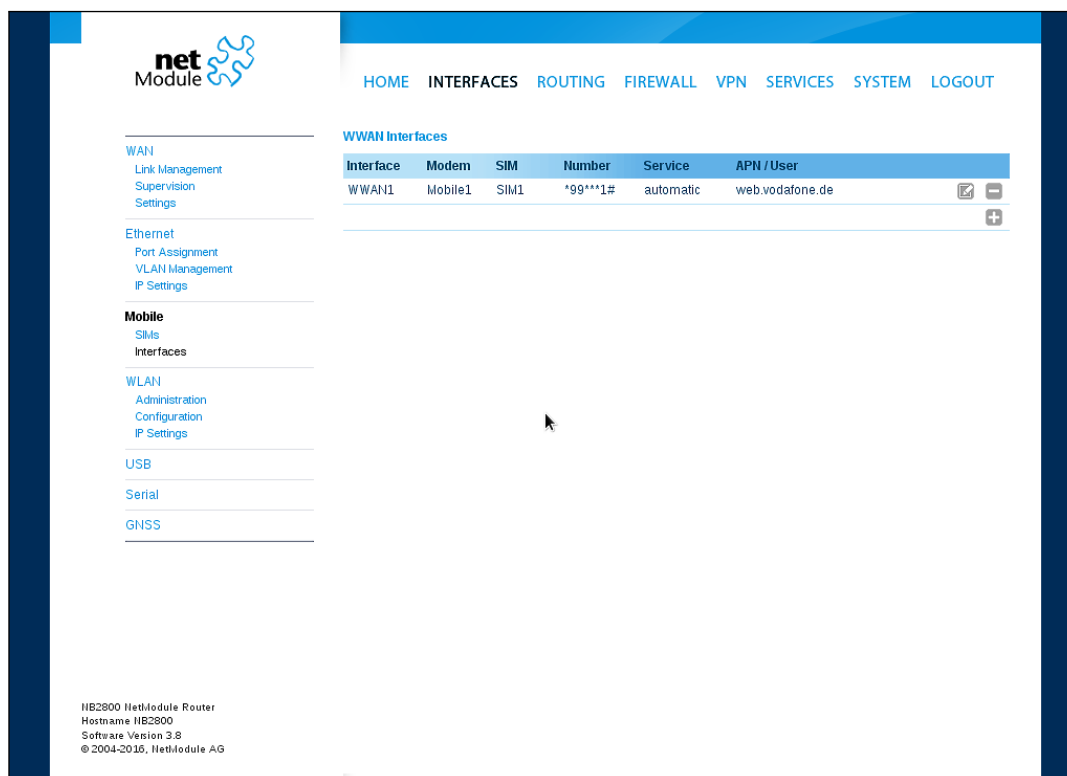 net
Module
HOME INTERFACES ROUTING FIREWALL VPN SERVICES SYSTEM LOGOUT
WAN
Link Management
Supervision
Settings
Ethernet
Port Assignment
VLAN Management
IP Settings
Mobile
SIMs
Interfaces
WLAN
Administration
Configuration
IP Settings
USB
Serial
GNSS
WWAN Interfaces
Interface Modem SIM Number Service APN / User
WWAN1 Mobile1 SIM1 *99***1# automatic web.vodafone.de
NB2800 NetModule Router
Hostname NB2800
Software Version 3.8
© 2004-2016, NetModule AG